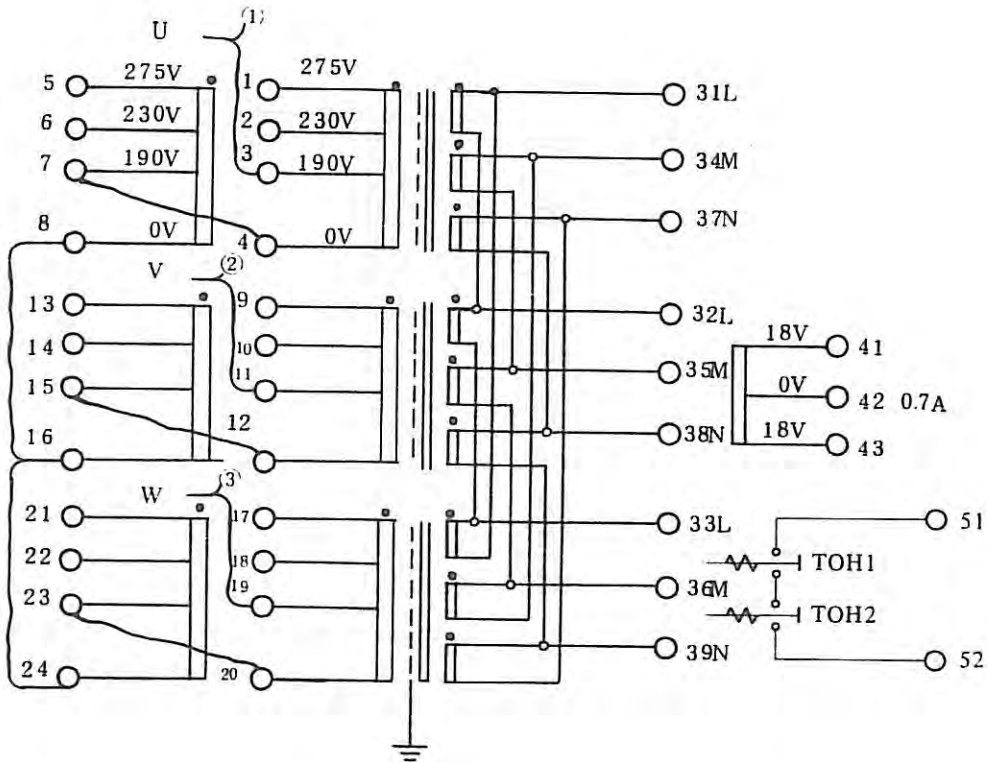 U (1)
5 275V 1 275V 31L
6 230V 2 230V
7 190V 3 190V 34M
8 0V 4 0V 37N
V (2)
13 9 32L
14 10 18V 41
15 11 35M 0V 42 0.7A
16 12 38N 18V 43
W (3)
21 17 33L 51
22 18 TOH1
23 19 36M TOH2
24 20 39N 52